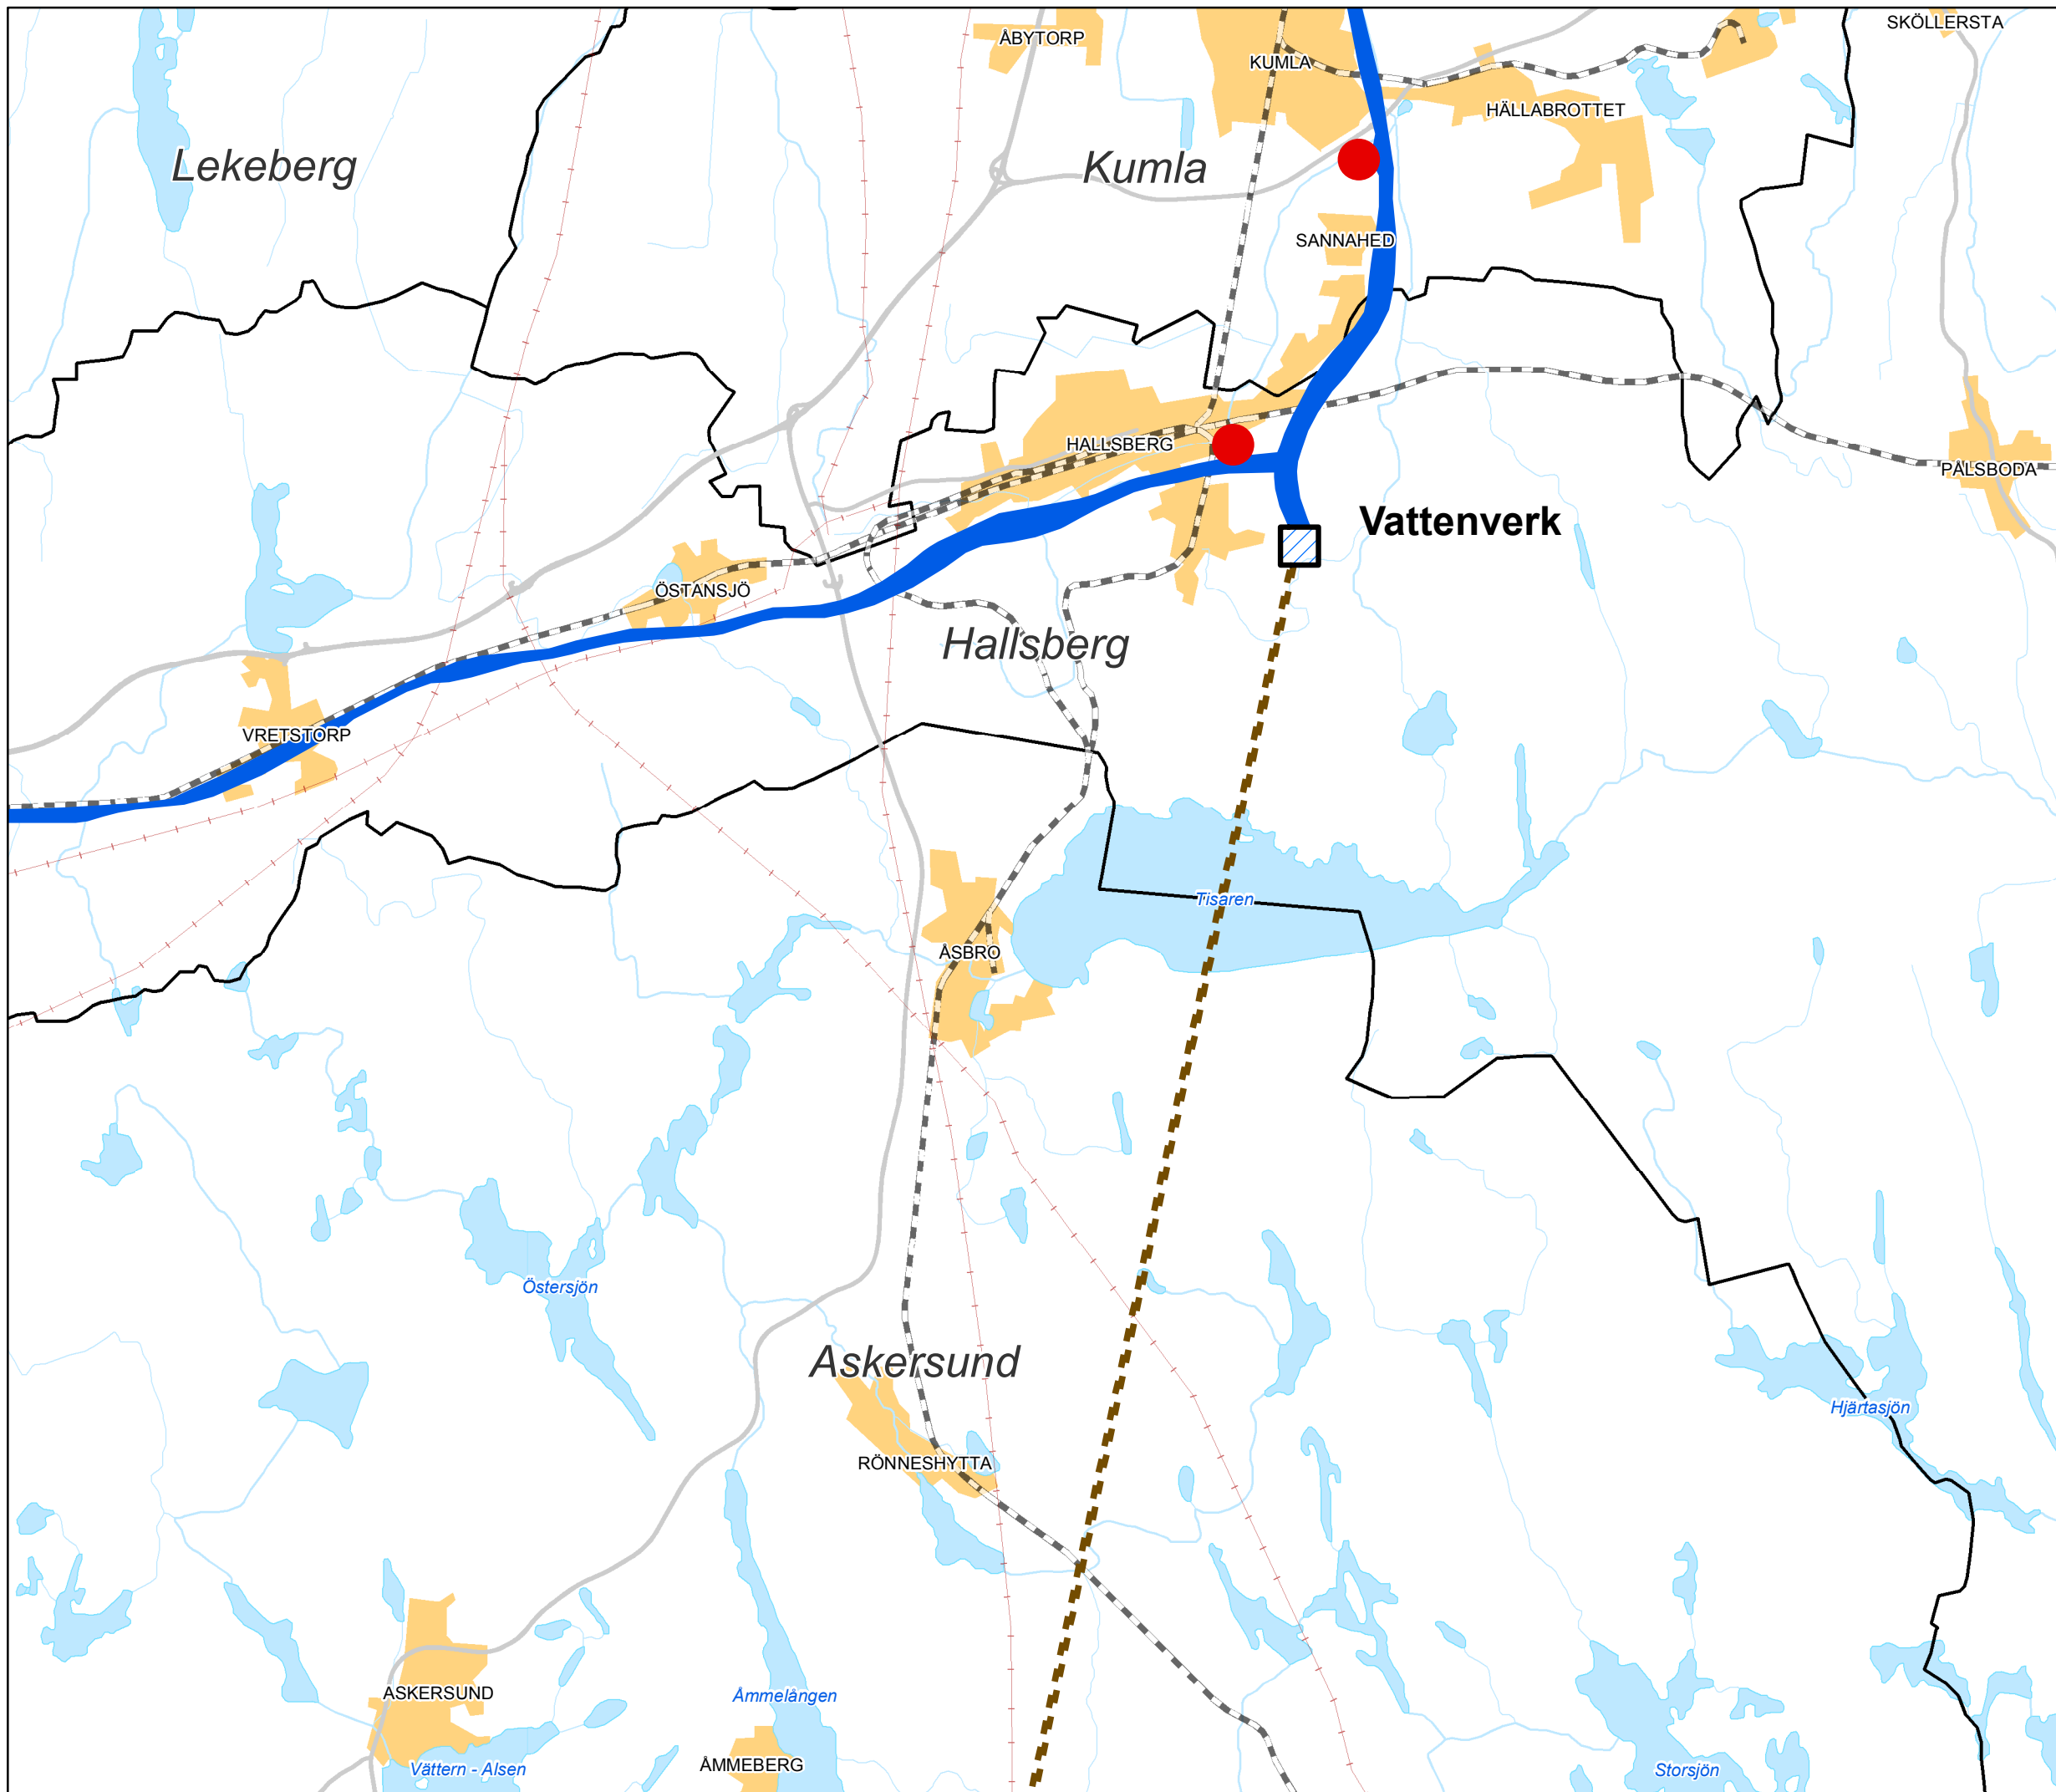 SKÖLLERSTA
ÅBYTORP
KUMLA
HÄLLABROTTET
Lekeberg
Kumla
SANNAHED
HALLSBERG
PÅLSBODA
Vattenverk
ÖSTANSJÖ
Hallsberg
VRETSTORP
Tisaren
ÅSBRO
Östersjön
Askersund
Hjärtasjön
RÖNNESHYTTA
ASKERSUND
Åmmelången
ÅMMEBERG
Vättern - Alsen
Storsjön